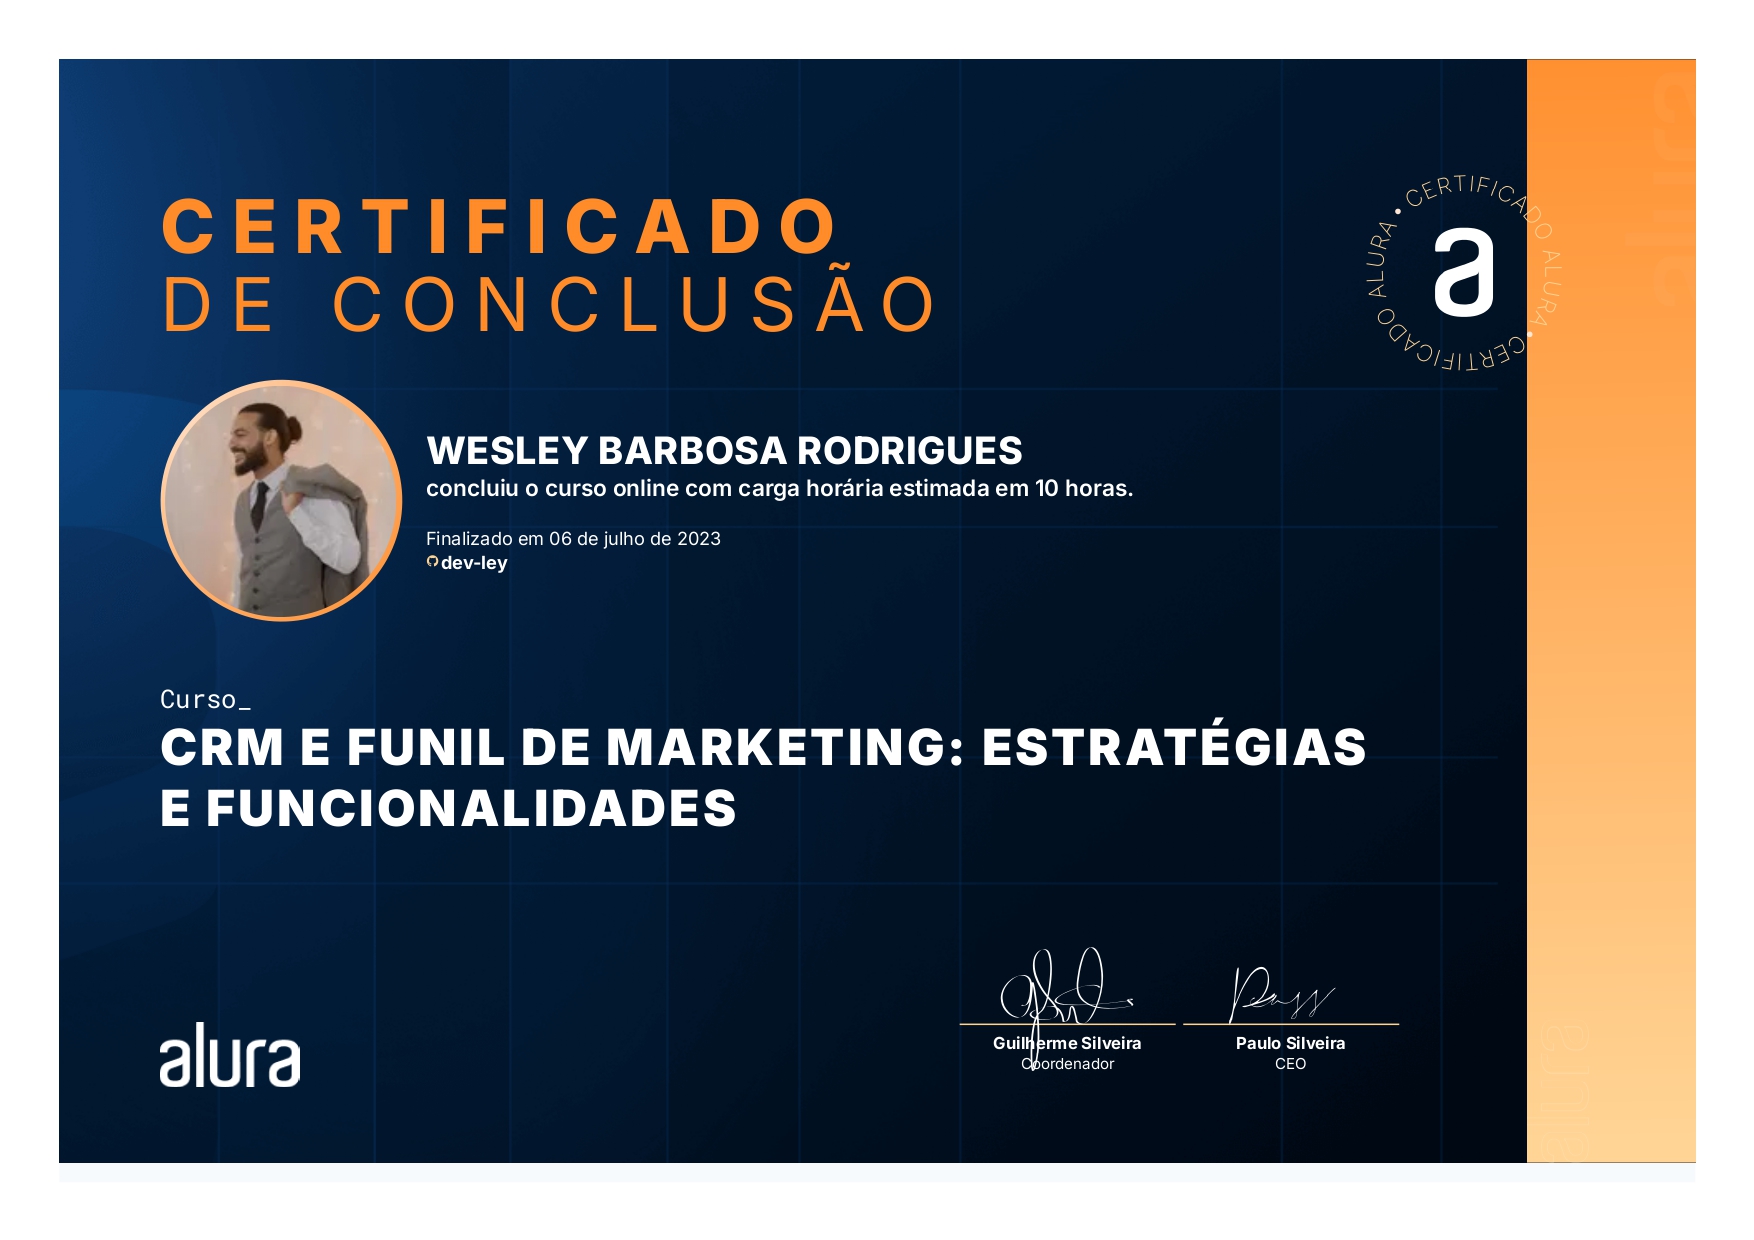 CERTIFICADO
DE CONCLUSÃO
CERTIFICADO ALURA • CERTIFICADO ALURA •
a
WESLEY BARBOSA RODRIGUES
concluiu o curso online com carga horária estimada em 10 horas.
Finalizado em 06 de julho de 2023
dev-ley
Curso_
CRM E FUNIL DE MARKETING: ESTRATÉGIAS
E FUNCIONALIDADES
alura
Guilherme Silveira
Coordenador
Paulo Silveira
CEO
alura
alura